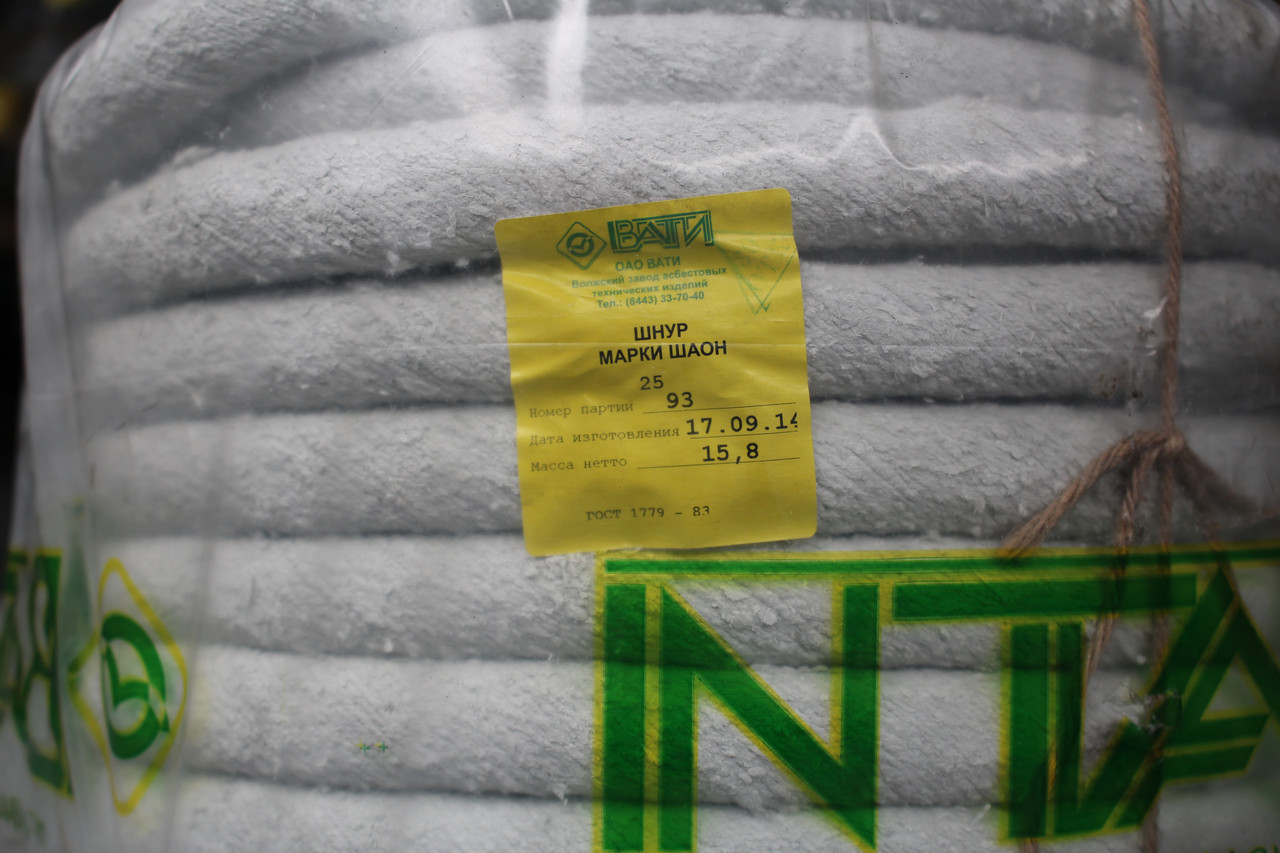 ВАТИ
ОАО ВАТИ
Волжский завод асбестовых
технических изделий
Тел.: (8443) 33-70-40
ШНУР
МАРКИ ШАОН
25
Номер партии 93
Дата изготовления 17.09.14
Масса нетто 15,8
ГОСТ 1779 - 83